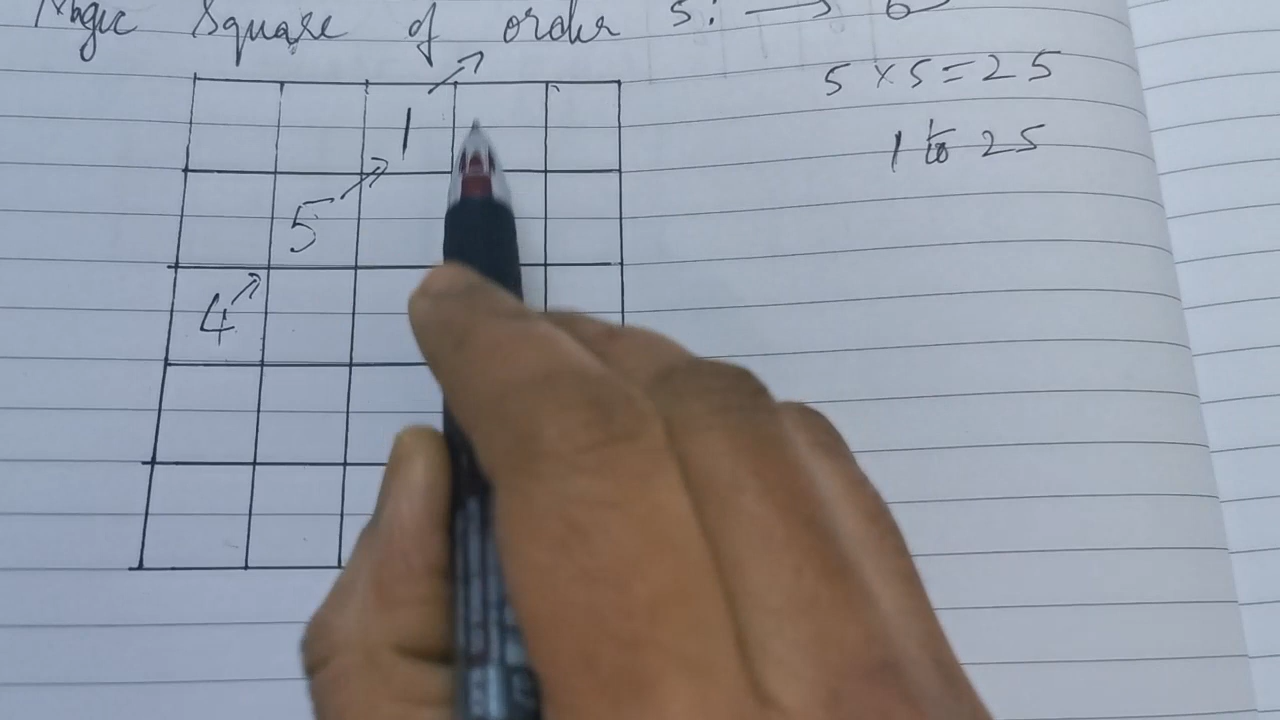 Magic Square of order 5:
5 × 5 = 25
1 to 25
1
5
4